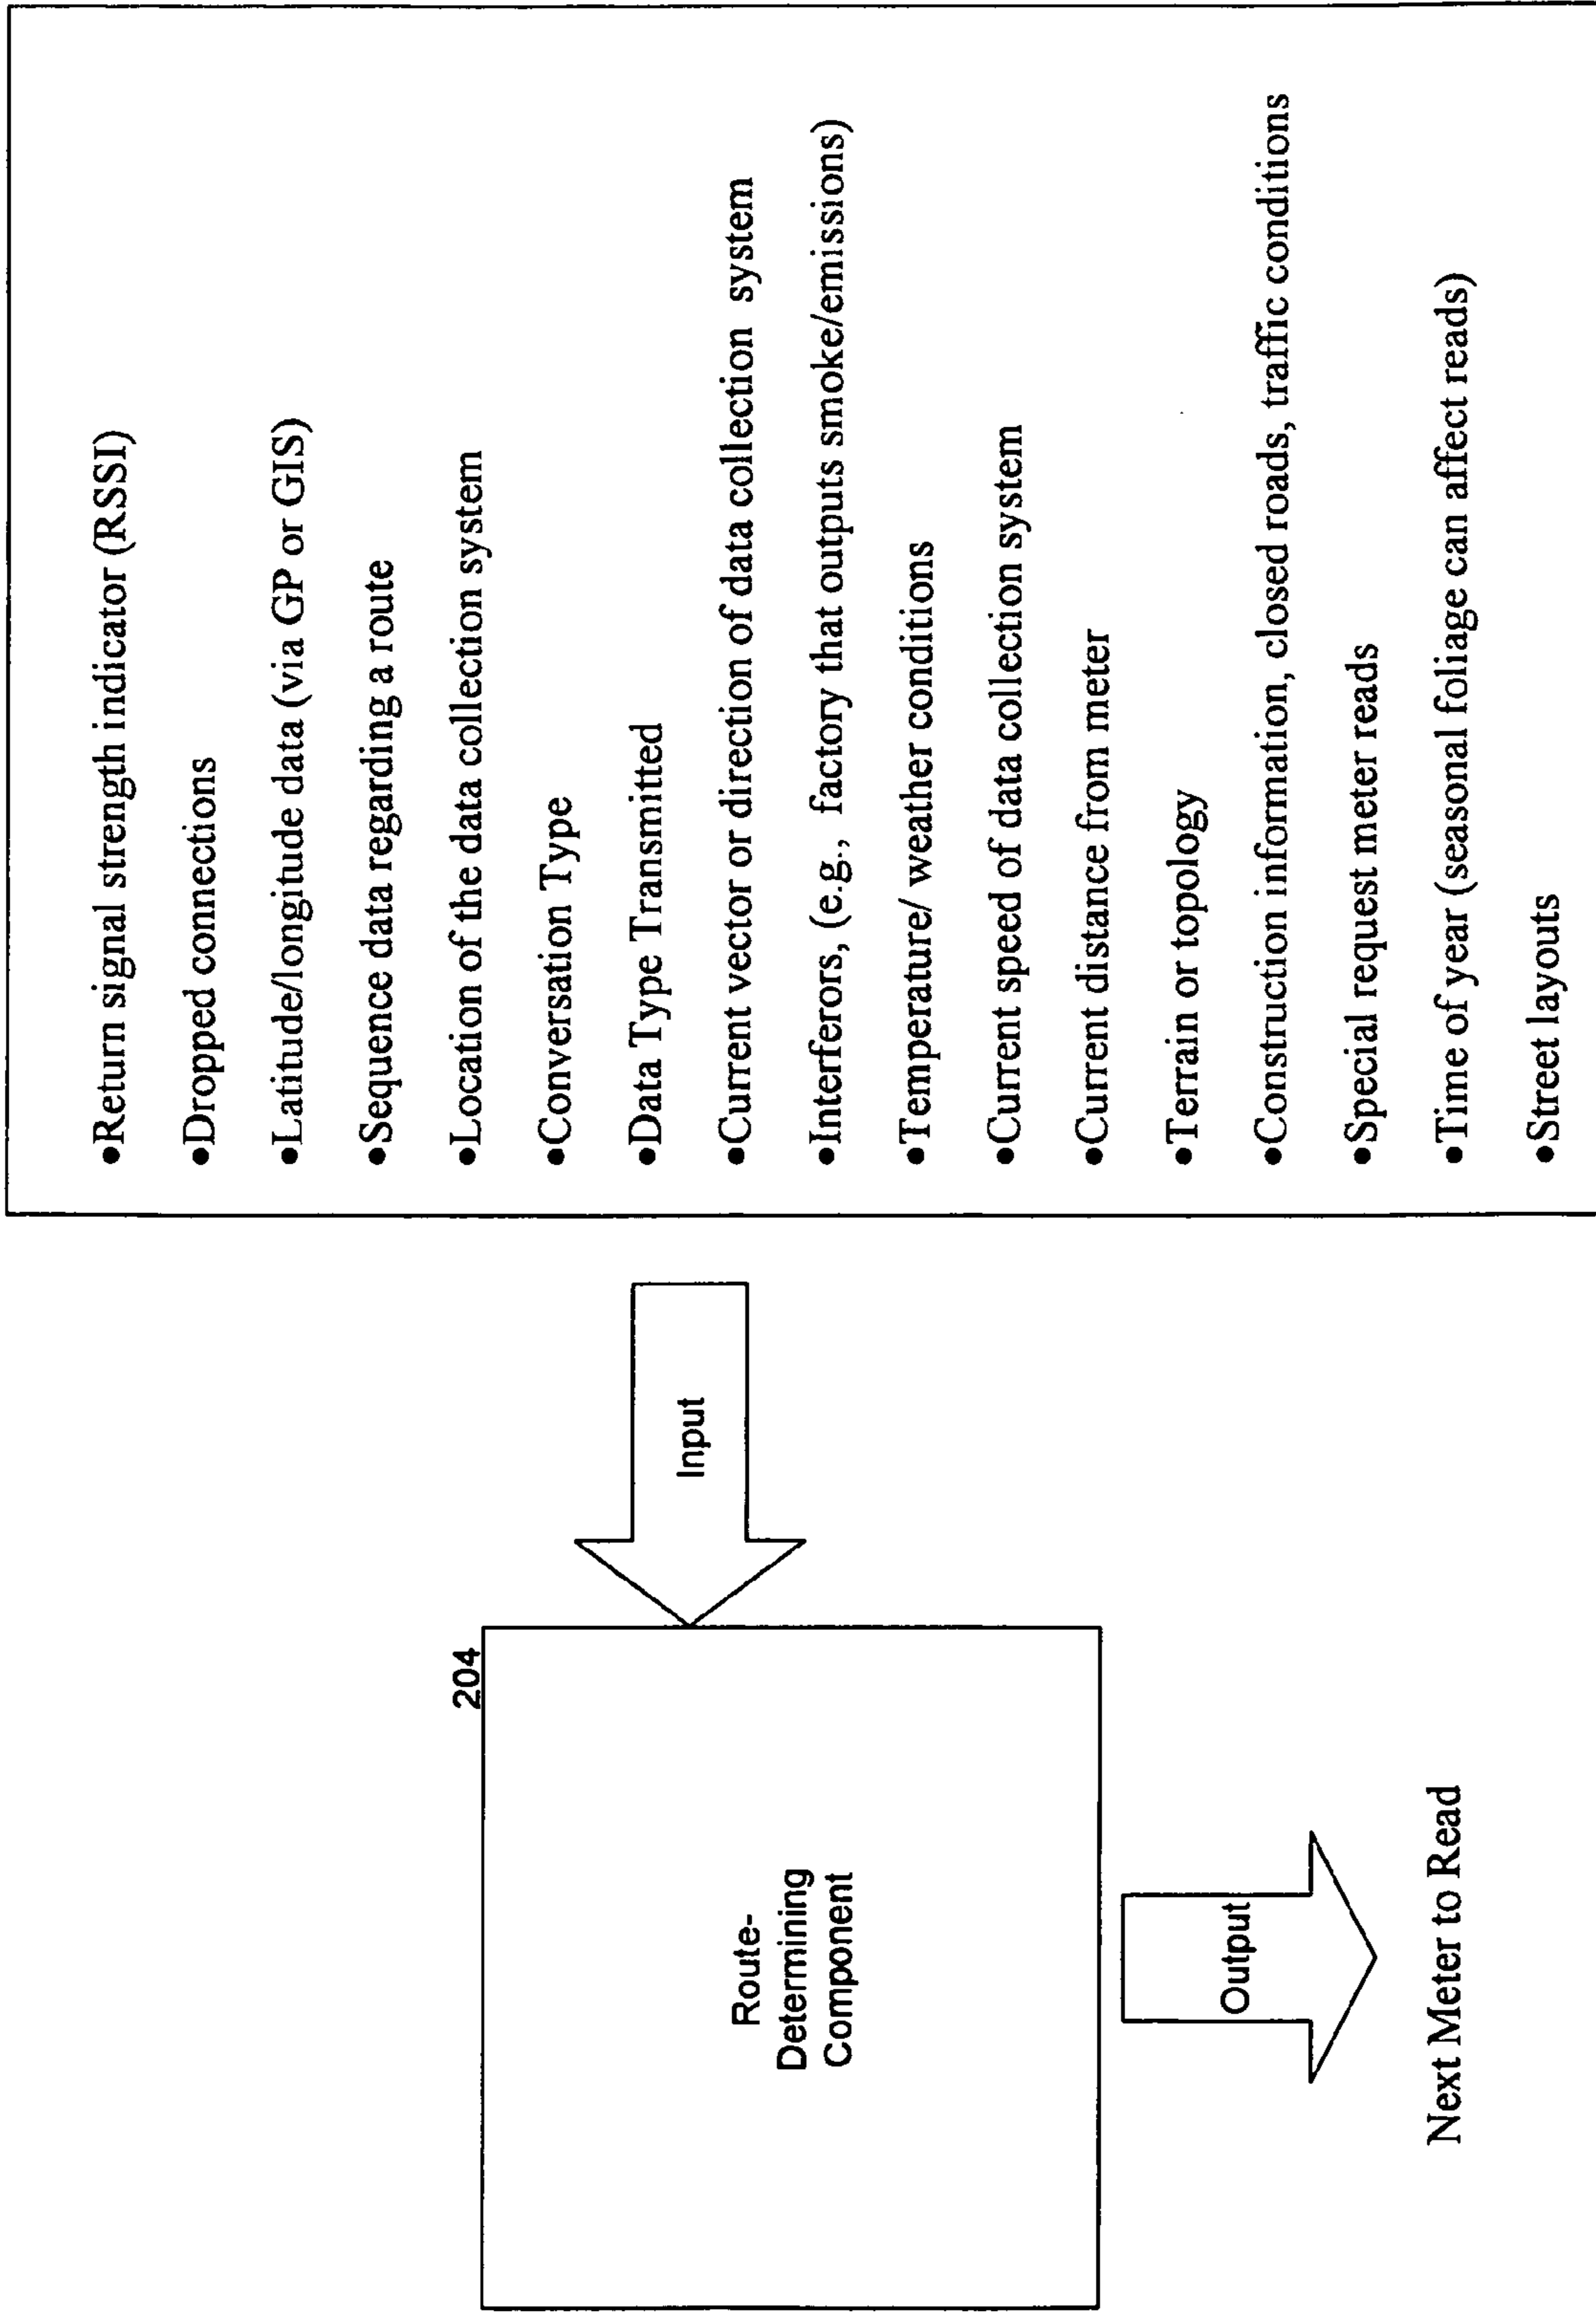 •Return signal strength indicator (RSSI)
•Dropped connections
•Latitude/longitude data (via GP or GIS)
•Sequence data regarding a route
•Location of the data collection system
•Conversation Type
•Data Type Transmitted
•Current vector or direction of data collection system
•Interferors, (e.g., factory that outputs smoke/emissions)
•Temperature/ weather conditions
•Current speed of data collection system
•Current distance from meter
•Terrain or topology
•Construction information, closed roads, traffic conditions
•Special request meter reads
•Time of year (seasonal foliage can affect reads)
•Street layouts
Input
204
Route-
Determining
Component
Output
Next Meter to Read